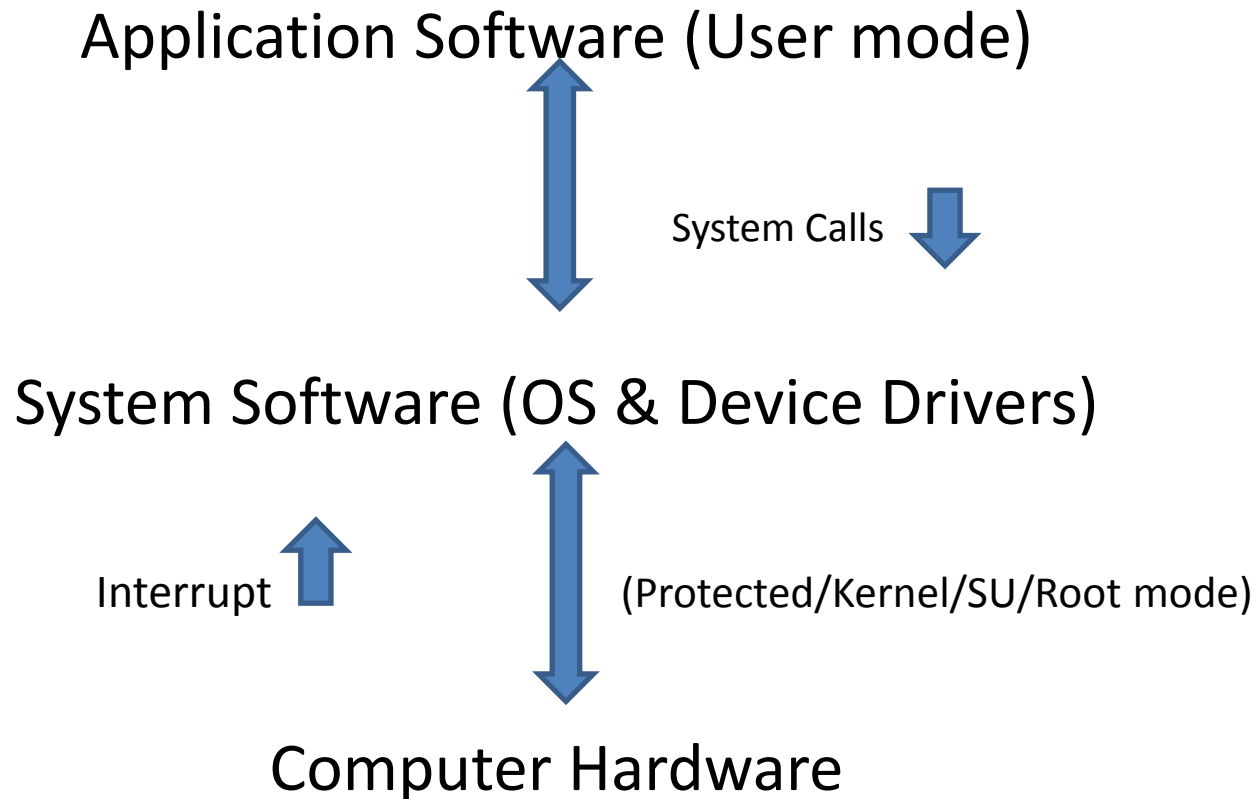 Application Software (User mode)
System Calls
System Software (OS & Device Drivers)
Interrupt
(Protected/Kernel/SU/Root mode)
Computer Hardware